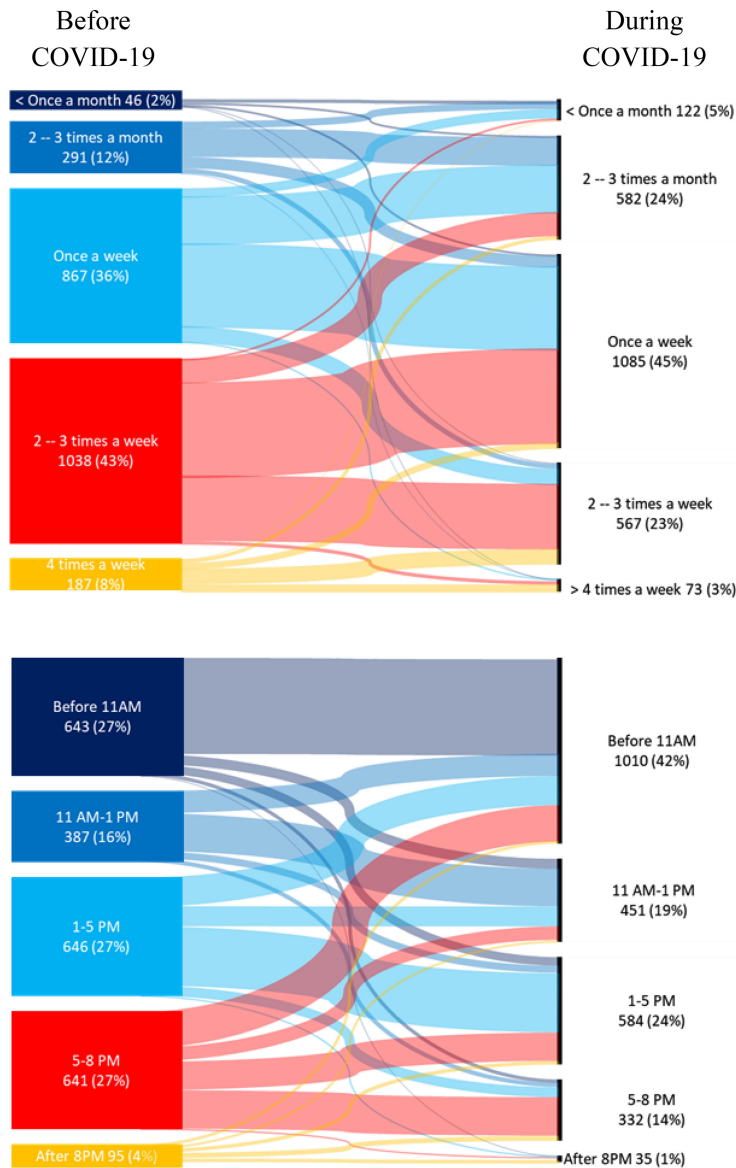 Before
COVID-19
During
COVID-19
< Once a month 46 (2%)
2 -- 3 times a month
291 (12%)
Once a week
867 (36%)
2 -- 3 times a week
1038 (43%)
4 times a week
187 (8%)
< Once a month 122 (5%)
2 -- 3 times a month
582 (24%)
Once a week
1085 (45%)
2 -- 3 times a week
567 (23%)
> 4 times a week 73 (3%)
Before 11AM
643 (27%)
11 AM-1 PM
387 (16%)
1-5 PM
646 (27%)
5-8 PM
641 (27%)
After 8PM 95 (4%)
Before 11AM
1010 (42%)
11 AM-1 PM
451 (19%)
1-5 PM
584 (24%)
5-8 PM
332 (14%)
After 8PM 35 (1%)